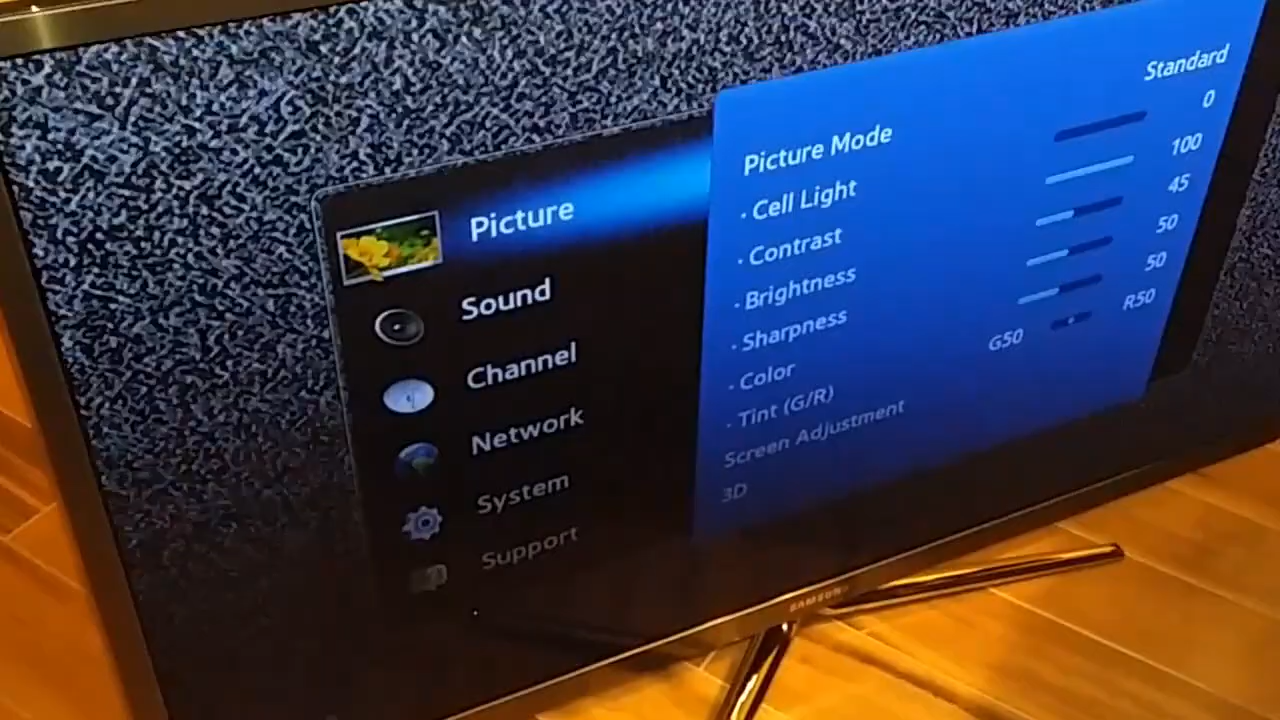 Picture
Sound
Channel
Network
System
Support
Picture Mode Standard
· Cell Light 0
· Contrast 100
· Brightness 45
· Sharpness 50
· Color 50
· Tint (G/R) G50 R50
Screen Adjustment
3D
SAMSUNG